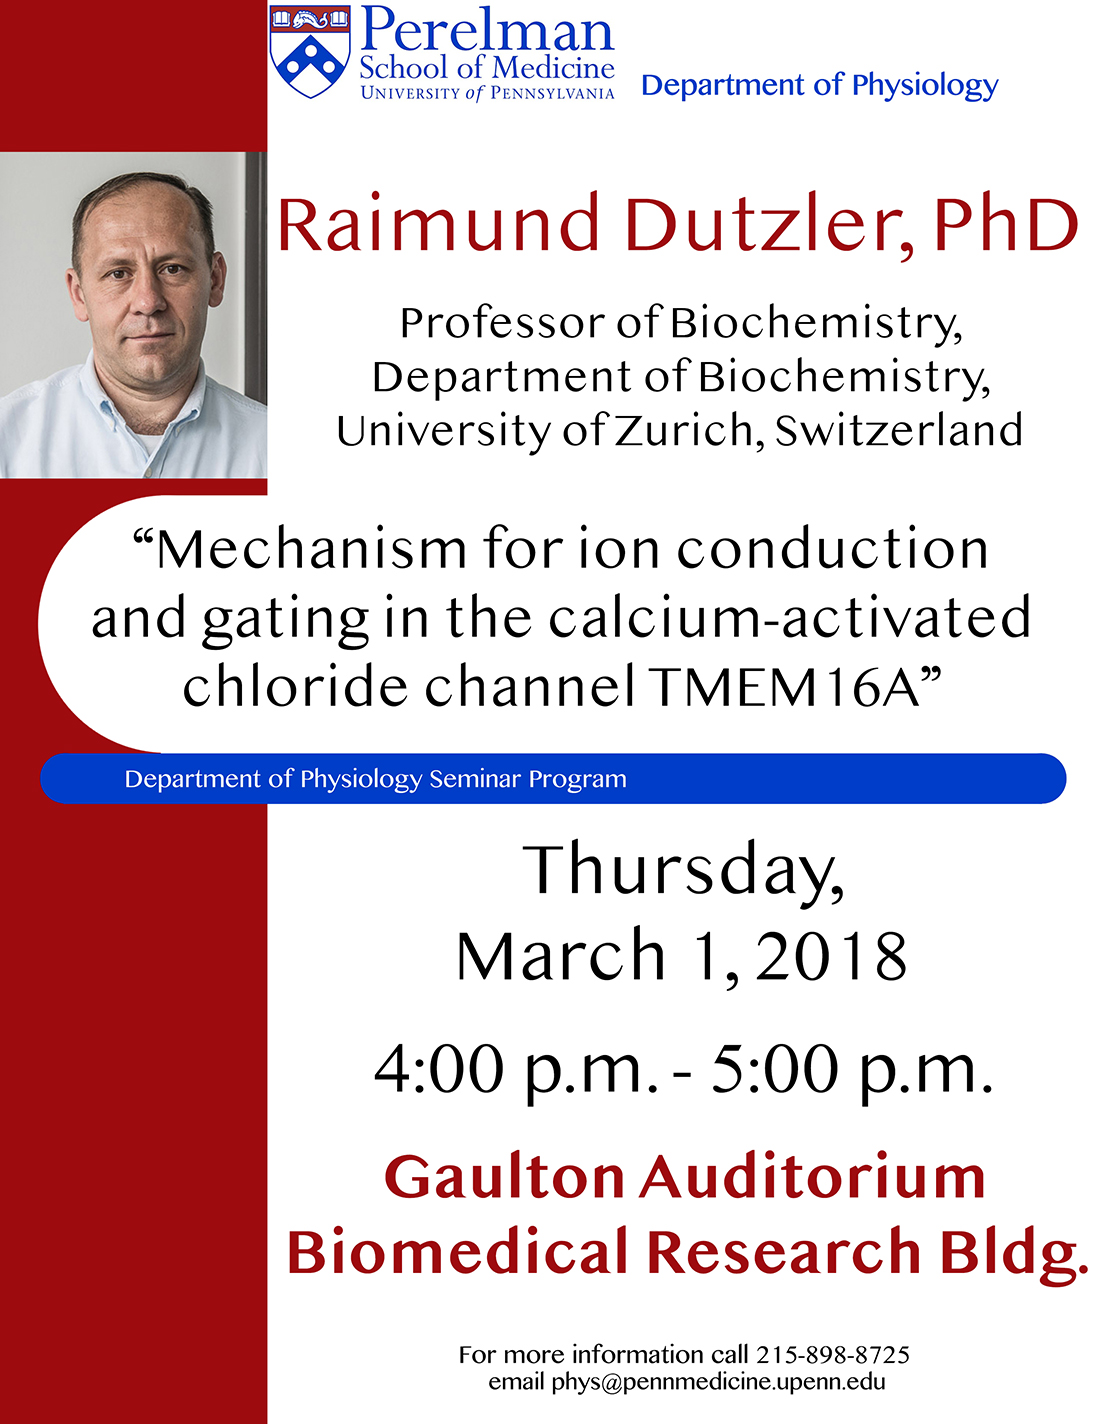 Perelman
School of Medicine
UNIVERSITY of PENNSYLVANIA
Department of Physiology
Raimund Dutzler, PhD
Professor of Biochemistry,
Department of Biochemistry,
University of Zurich, Switzerland
“Mechanism for ion conduction
and gating in the calcium-activated
chloride channel TMEM16A”
Department of Physiology Seminar Program
Thursday,
March 1, 2018
4:00 p.m. - 5:00 p.m.
Gaulton Auditorium
Biomedical Research Bldg.
For more information call 215-898-8725
email phys@pennmedicine.upenn.edu